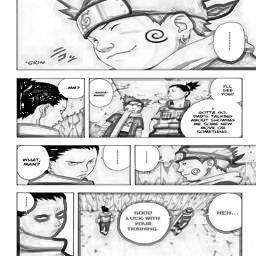 -GRIN
...HM?
I'LL
SEE
YOU!
GOTTA GO.
DAD'S TALKING
ABOUT SHOWING
ME SOME NEW
MOVE OR
SOMETHING.
WHAT,
MAN?
GOOD
LUCK WITH
YOUR
TRAINING.
HEH...